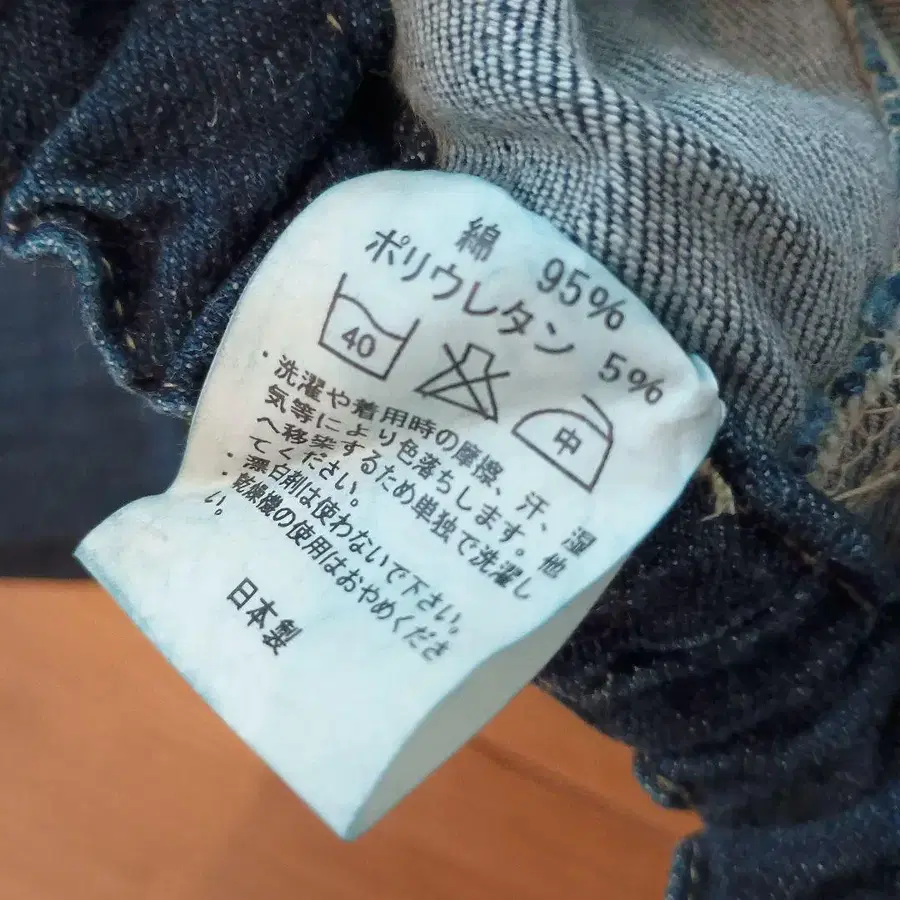 綿 95%
ポリウレタン 5%
40 中
・洗濯や着用時の摩擦、汗、湿
気等により色落ちします。他
へ移染するため単独で洗濯し
てください。
・漂白剤は使わないで下さい。
・乾燥機の使用はおやめくださ
い。
日本製